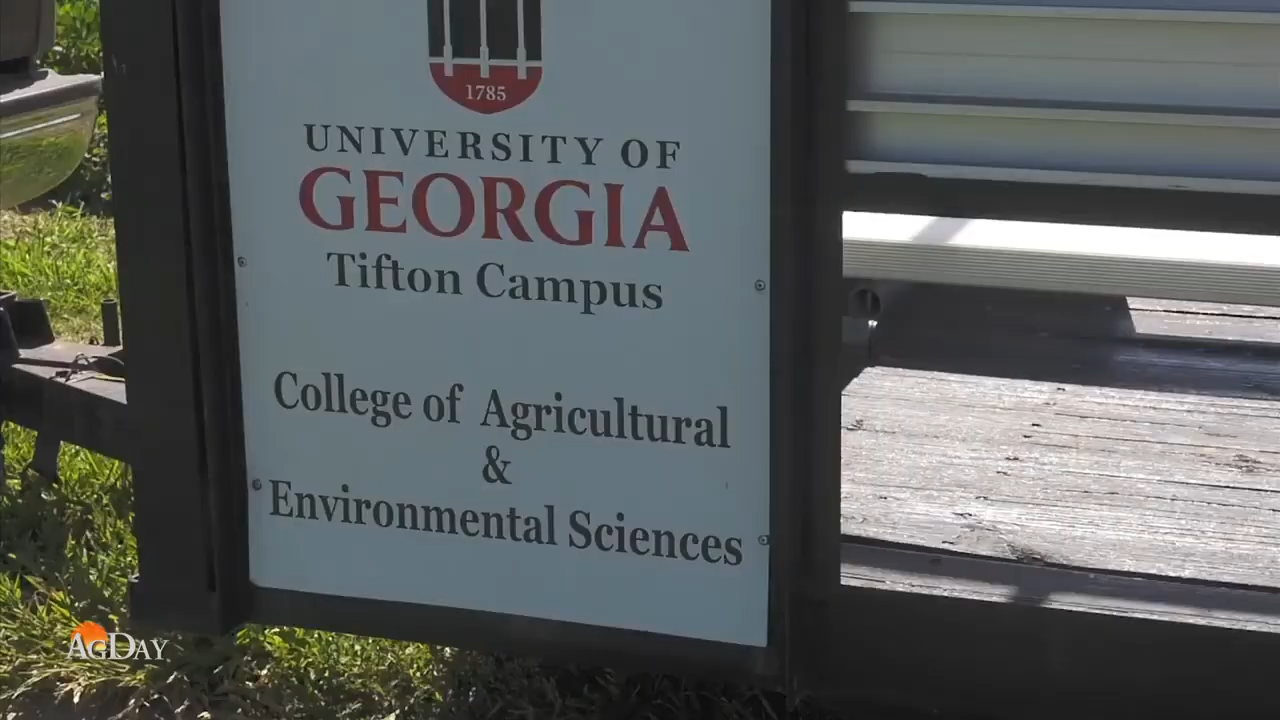 1785
UNIVERSITY OF
GEORGIA
Tifton Campus
College of Agricultural
&
Environmental Sciences
AGDAY